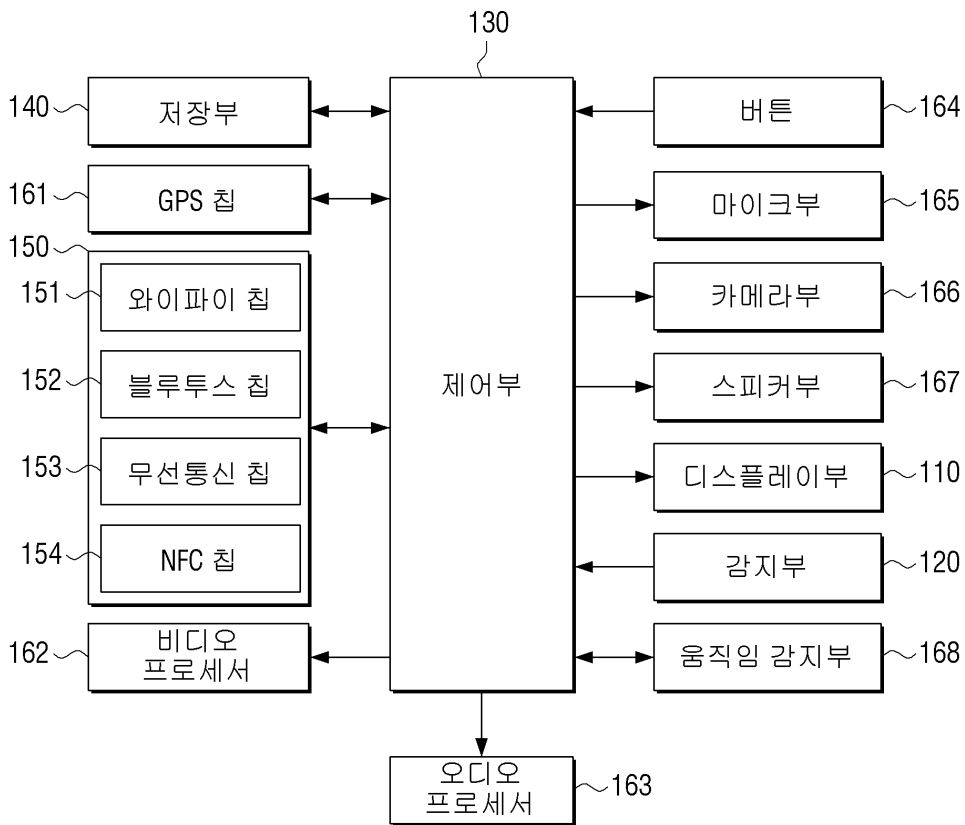 130
140
저장부
버튼
164
161
GPS 칩
마이크부
165
150
151
와이파이 칩
카메라부
166
152
블루투스 칩
제어부
스피커부
167
153
무선통신 칩
디스플레이부
110
154
NFC 칩
감지부
120
162
비디오
프로세서
움직임 감지부
168
오디오
프로세서
163